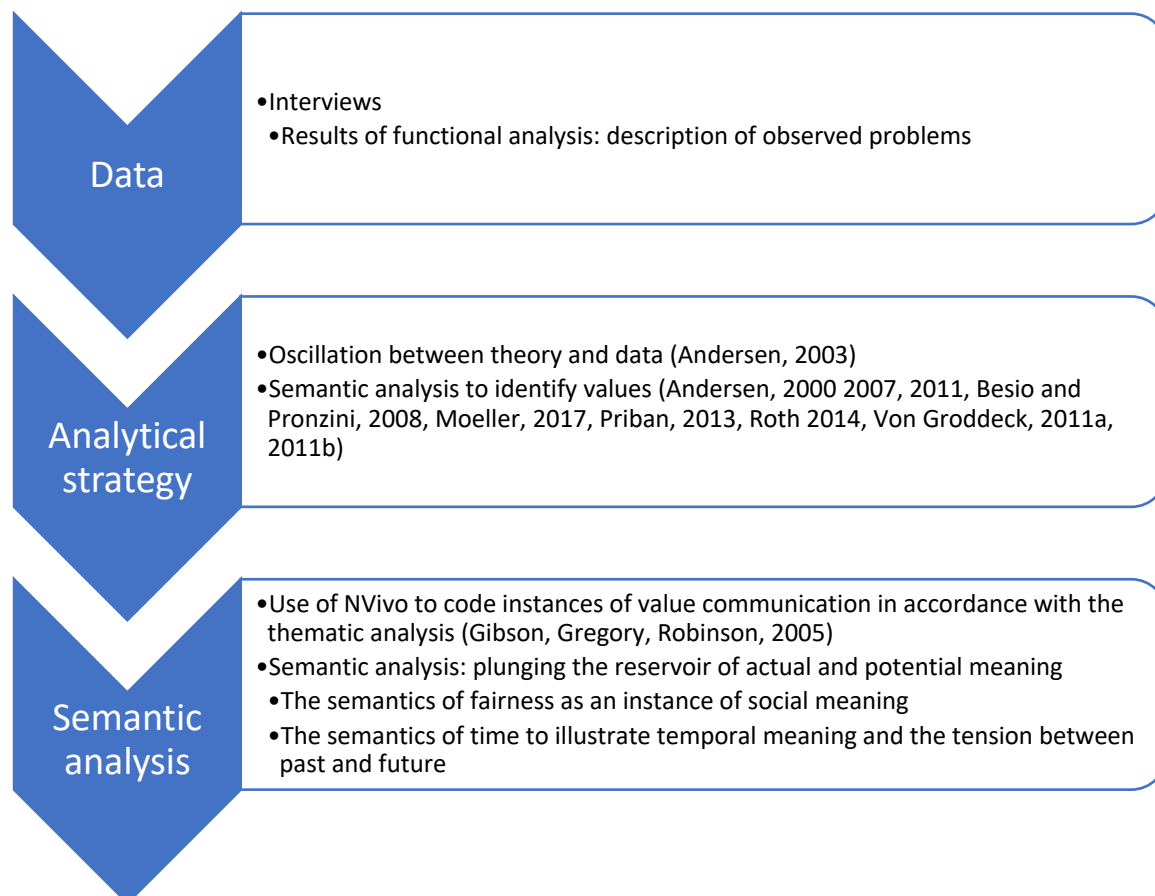 Data
•Interviews
•Results of functional analysis: description of observed problems
Analytical
strategy
•Oscillation between theory and data (Andersen, 2003)
•Semantic analysis to identify values (Andersen, 2000 2007, 2011, Besio and
Pronzini, 2008, Moeller, 2017, Priban, 2013, Roth 2014, Von Groddeck, 2011a,
2011b)
Semantic
analysis
•Use of NVivo to code instances of value communication in accordance with the
thematic analysis (Gibson, Gregory, Robinson, 2005)
•Semantic analysis: plunging the reservoir of actual and potential meaning
•The semantics of fairness as an instance of social meaning
•The semantics of time to illustrate temporal meaning and the tension between
past and future